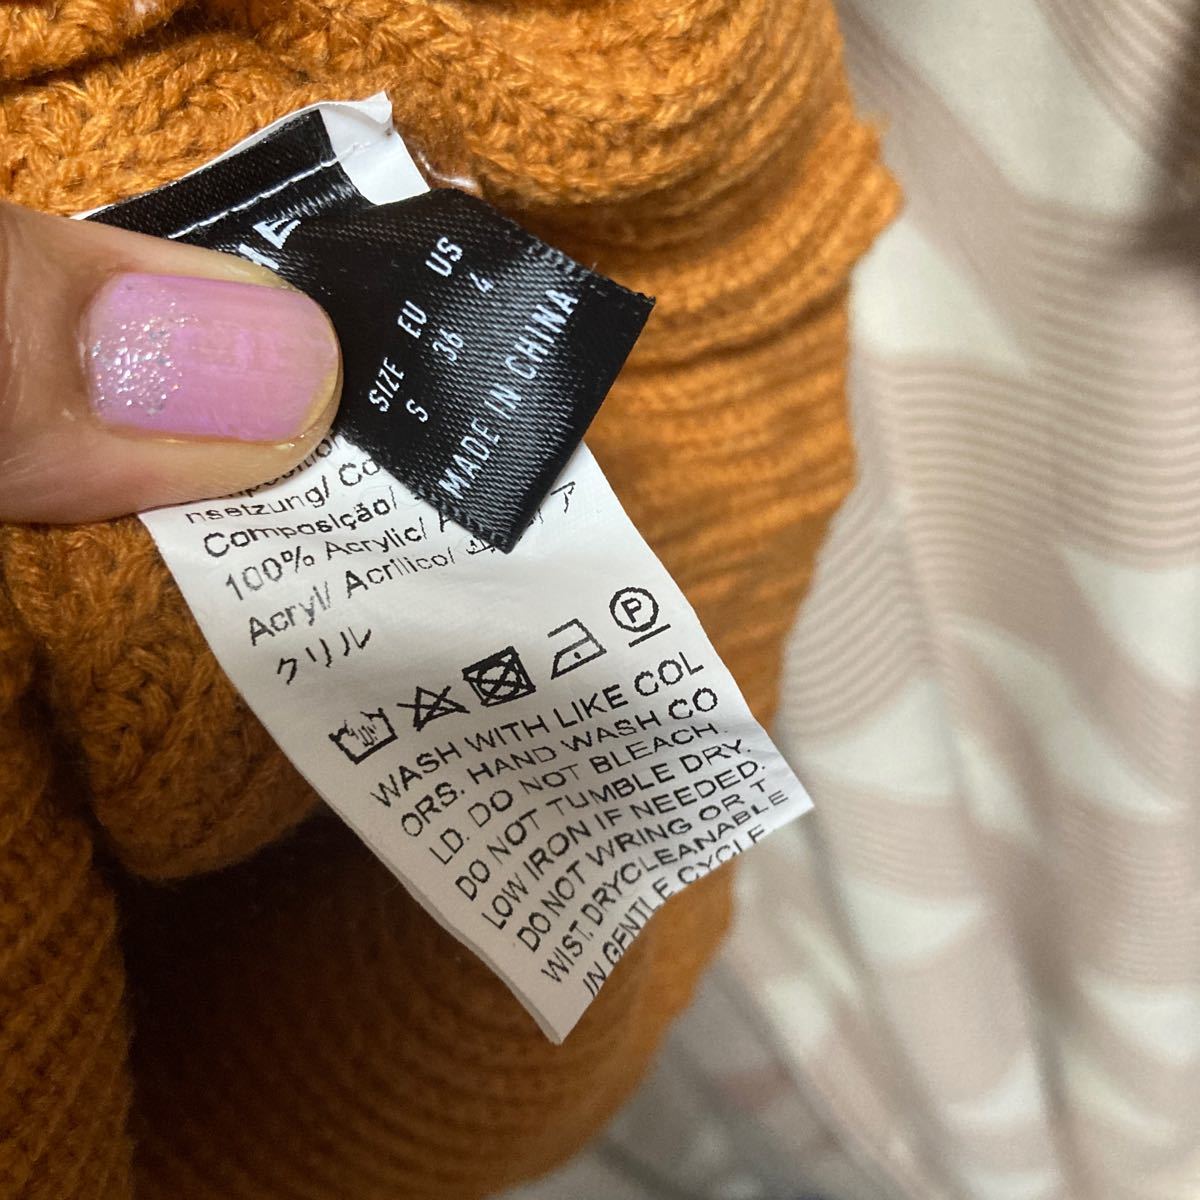 SIZE EU US
S 36 4
MADE IN CHINA
nsetzung/
Composição/
100% Acrylic/
Acryl/ Acrílico/
クリル
P
WASH WITH LIKE COL
ORS. HAND WASH CO
LD. DO NOT BLEACH.
DO NOT TUMBLE DRY.
LOW IRON IF NEEDED.
DO NOT WRING OR T
WIST. DRYCLEANABLE
IN GENTLE CYCLE